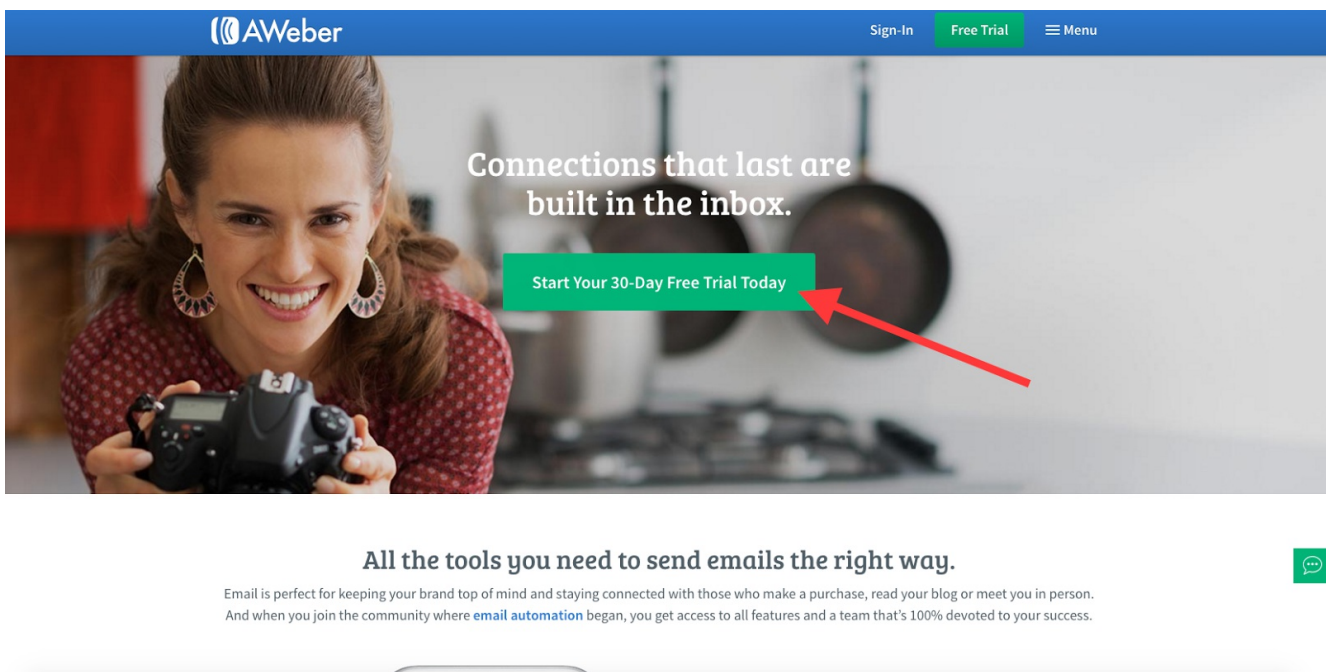 AWeber
Sign-In
Free Trial
Menu
Connections that last are
built in the inbox.
Start Your 30-Day Free Trial Today
All the tools you need to send emails the right way.
Email is perfect for keeping your brand top of mind and staying connected with those who make a purchase, read your blog or meet you in person.
And when you join the community where email automation began, you get access to all features and a team that's 100% devoted to your success.